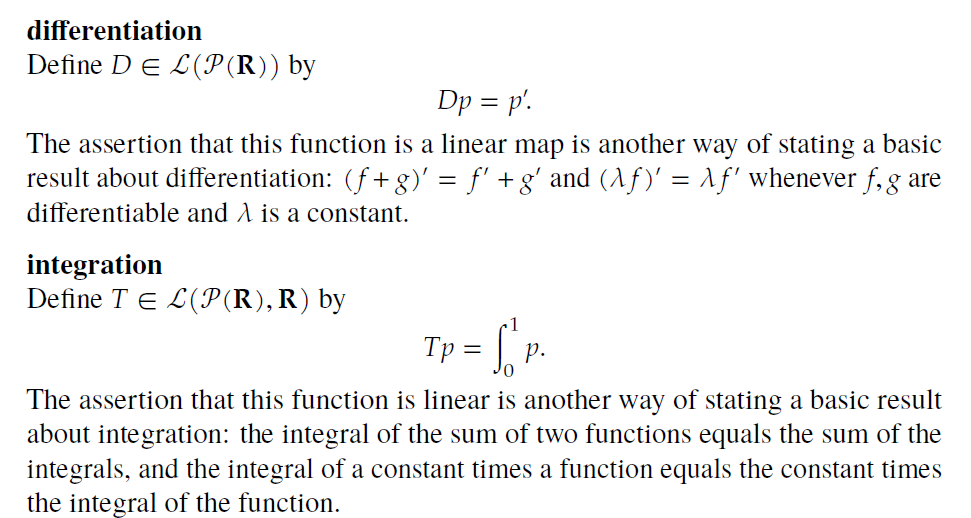 differentiation
Define D ∈ ℒ(𝒫(𝐑)) by
Dp = p′.
The assertion that this function is a linear map is another way of stating a basic
result about differentiation: (f + g)′ = f′ + g′ and (λf)′ = λf′ whenever f, g are
differentiable and λ is a constant.
integration
Define T ∈ ℒ(𝒫(𝐑), 𝐑) by
Tp = ∫₀¹ p.
The assertion that this function is linear is another way of stating a basic result
about integration: the integral of the sum of two functions equals the sum of the
integrals, and the integral of a constant times a function equals the constant times
the integral of the function.